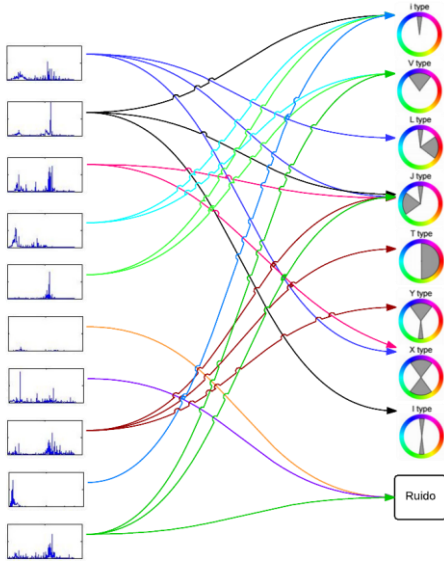 i type
V type
L type
J type
T type
Y type
X type
I type
Ruido